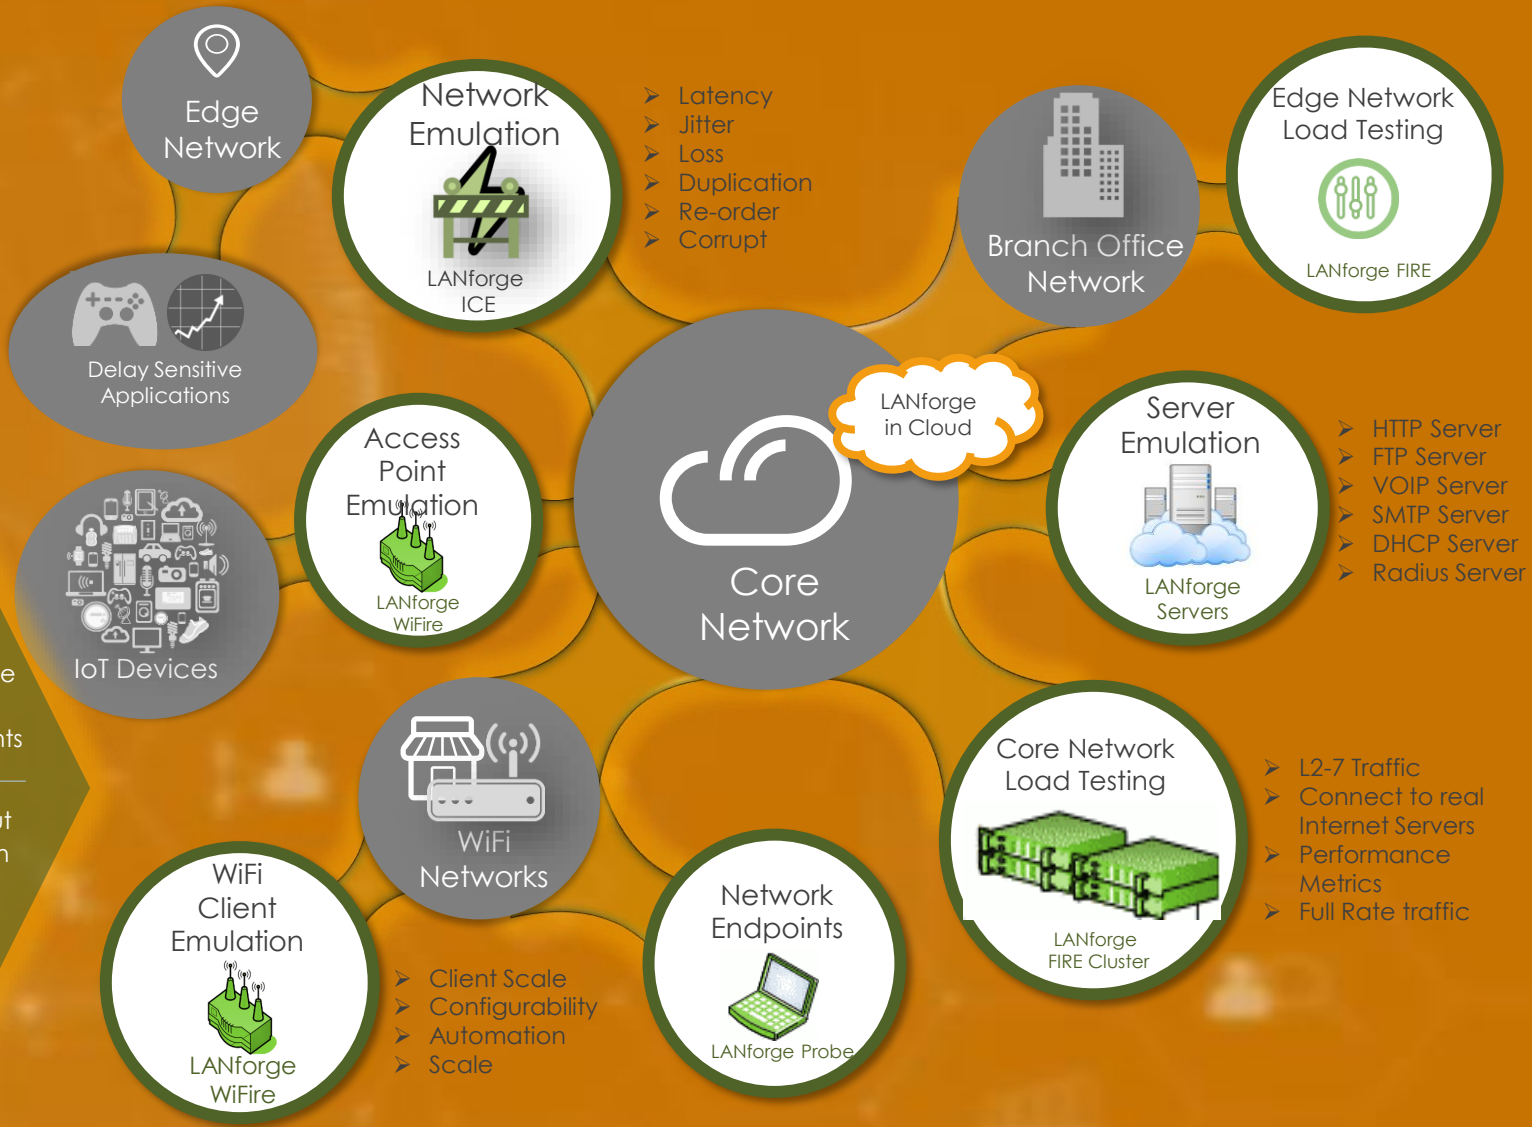 Edge
Network
Network
Emulation
LANforge
ICE
➢ Latency
➢ Jitter
➢ Loss
➢ Duplication
➢ Re-order
➢ Corrupt
Branch Office
Network
Edge Network
Load Testing
LANforge FIRE
Delay Sensitive
Applications
Access
Point
Emulation
LANforge
WiFire
LANforge
in Cloud
Core
Network
Server
Emulation
LANforge
Servers
➢ HTTP Server
➢ FTP Server
➢ VOIP Server
➢ SMTP Server
➢ DHCP Server
➢ Radius Server
IoT Devices
WiFi
Networks
Core Network
Load Testing
LANforge
FIRE Cluster
➢ L2-7 Traffic
➢ Connect to real
Internet Servers
➢ Performance
Metrics
➢ Full Rate traffic
WiFi
Client
Emulation
LANforge
WiFire
➢ Client Scale
➢ Configurability
➢ Automation
➢ Scale
Network
Endpoints
LANforge Probe